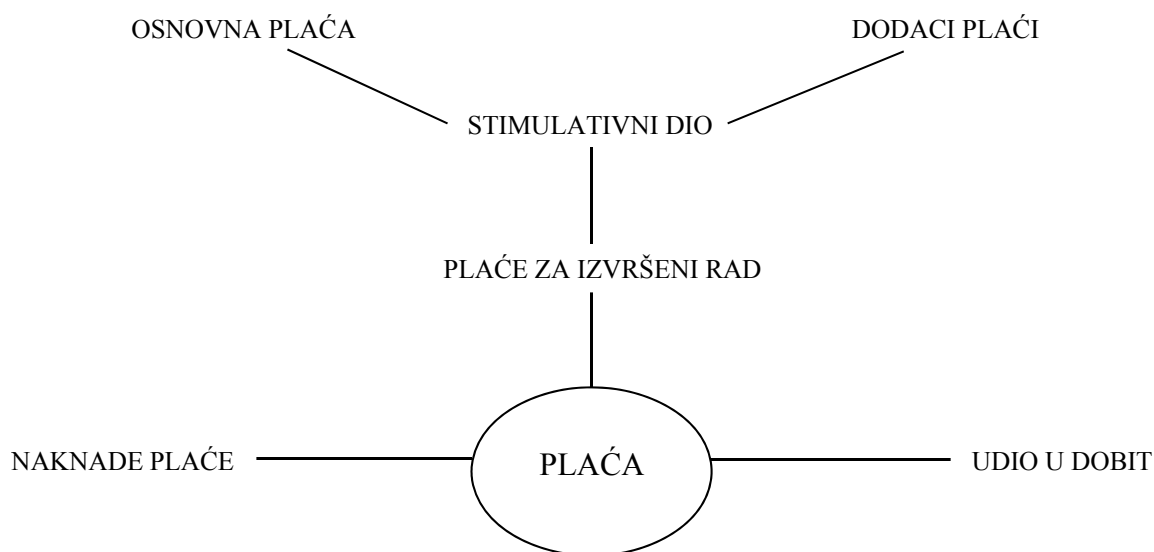 OSNOVNA PLAĆA
DODACI PLAĆI
STIMULATIVNI DIO
PLAĆE ZA IZVRŠENI RAD
NAKNADE PLAĆE
PLAĆA
UDIO U DOBIT